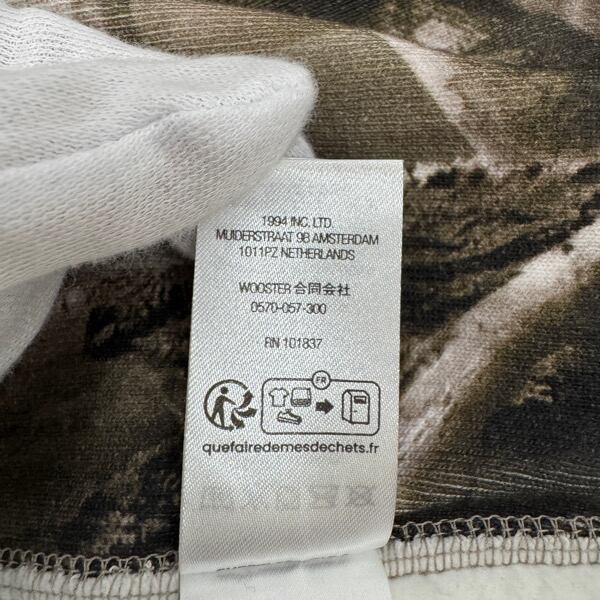 1994 INC. LTD.
MUIDERSTRAAT 9B AMSTERDAM
1011PZ NETHERLANDS
WOOSTER 合同会社
0570-057-300
RN 101837
FR
quefairedemesdechets.fr